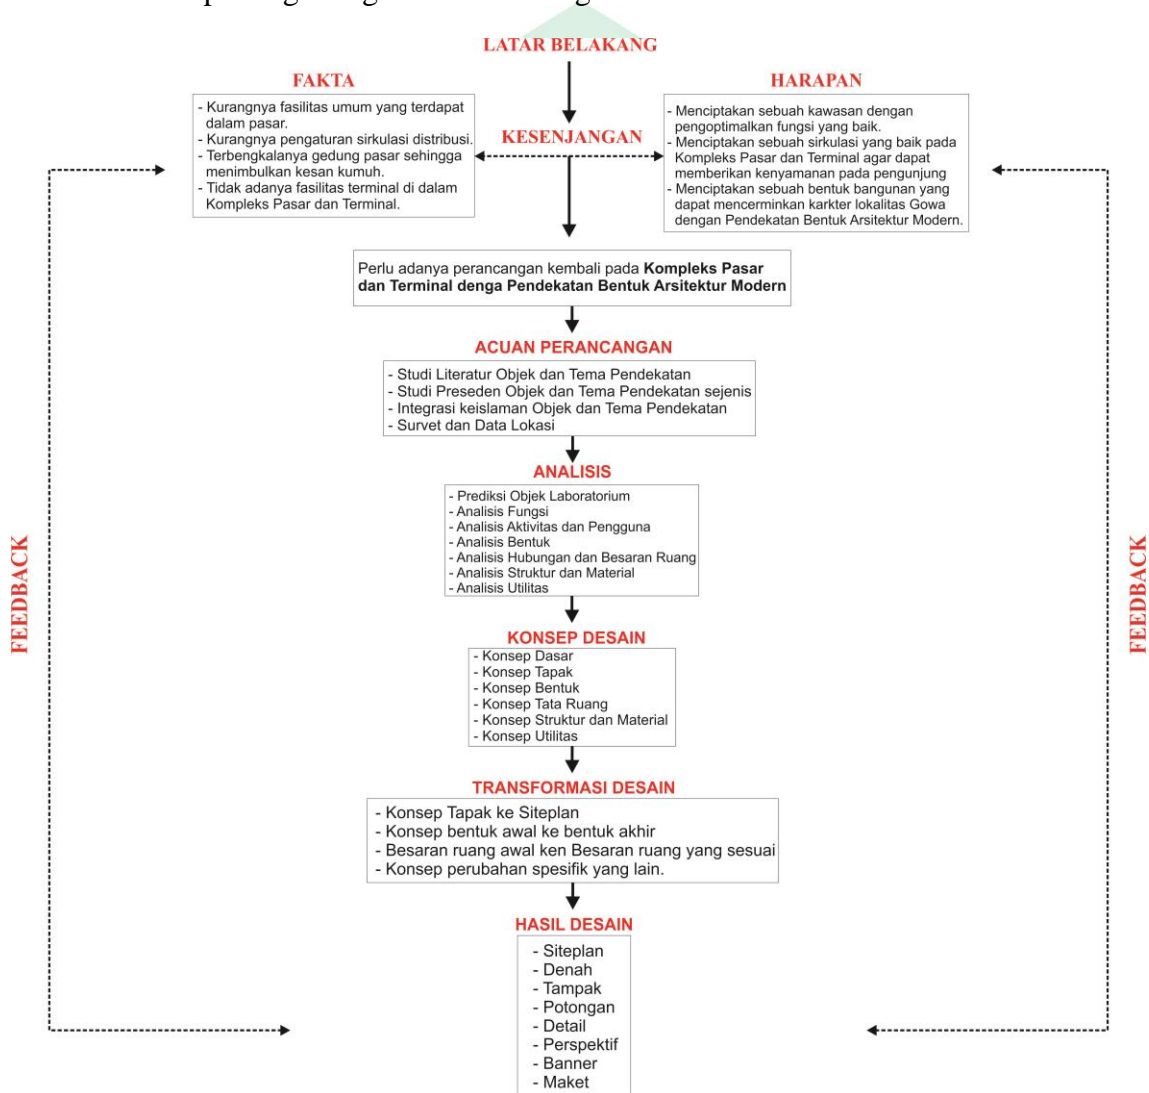 LATAR BELAKANG
FAKTA
- Kurangnya fasilitas umum yang terdapat
dalam pasar.
- Kurangnya pengaturan sirkulasi distribusi.
- Terbengkalanya gedung pasar sehingga
menimbulkan kesan kumuh.
- Tidak adanya fasilitas terminal di dalam
Kompleks Pasar dan Terminal.
KESENJANGAN
HARAPAN
- Menciptakan sebuah kawasan dengan
pengoptimalkan fungsi yang baik.
- Menciptakan sebuah sirkulasi yang baik pada
Kompleks Pasar dan Terminal agar dapat
memberikan kenyamanan pada pengunjung
- Menciptakan sebuah bentuk bangunan yang
dapat mencerminkan karkter lokalitas Gowa
dengan Pendekatan Bentuk Arsitektur Modern.
Perlu adanya perancangan kembali pada Kompleks Pasar
dan Terminal denga Pendekatan Bentuk Arsitektur Modern
ACUAN PERANCANGAN
- Studi Literatur Objek dan Tema Pendekatan
- Studi Preseden Objek dan Tema Pendekatan sejenis
- Integrasi keislaman Objek dan Tema Pendekatan
- Survet dan Data Lokasi
ANALISIS
- Prediksi Objek Laboratorium
- Analisis Fungsi
- Analisis Aktivitas dan Pengguna
- Analisis Bentuk
- Analisis Hubungan dan Besaran Ruang
- Analisis Struktur dan Material
- Analisis Utilitas
FEEDBACK
FEEDBACK
KONSEP DESAIN
- Konsep Dasar
- Konsep Tapak
- Konsep Bentuk
- Konsep Tata Ruang
- Konsep Struktur dan Material
- Konsep Utilitas
TRANSFORMASI DESAIN
- Konsep Tapak ke Siteplan
- Konsep bentuk awal ke bentuk akhir
- Besaran ruang awal ken Besaran ruang yang sesuai
- Konsep perubahan spesifik yang lain.
HASIL DESAIN
- Siteplan
- Denah
- Tampak
- Potongan
- Detail
- Perspektif
- Banner
- Maket